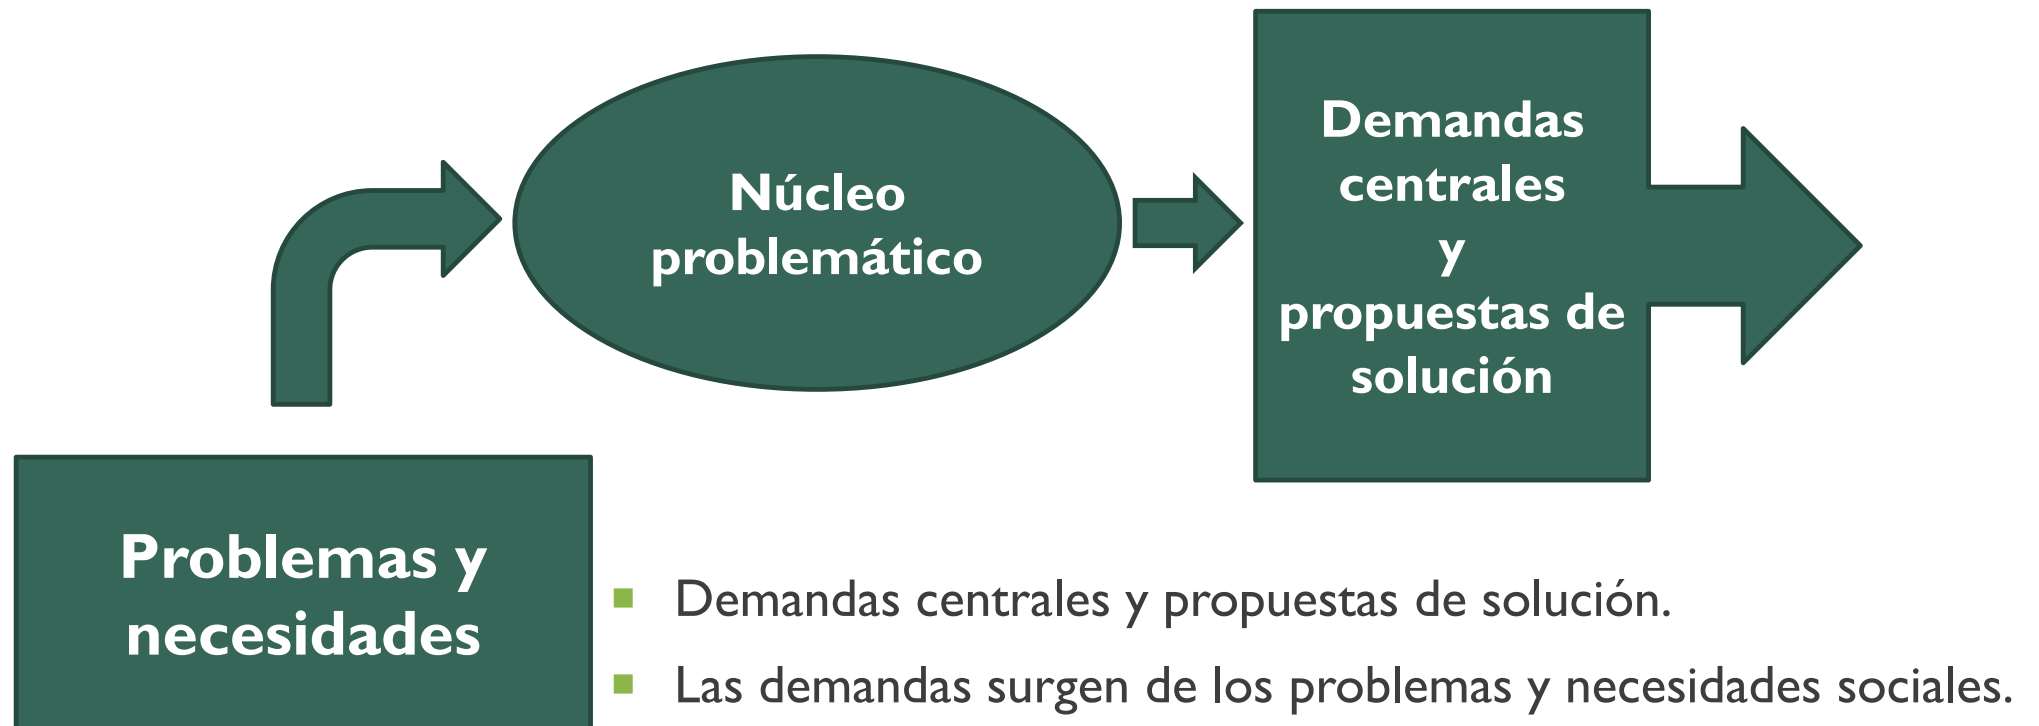 Núcleo
problemático
Demandas
centrales
y
propuestas de
solución
Problemas y
necesidades
Demandas centrales y propuestas de solución.
Las demandas surgen de los problemas y necesidades sociales.